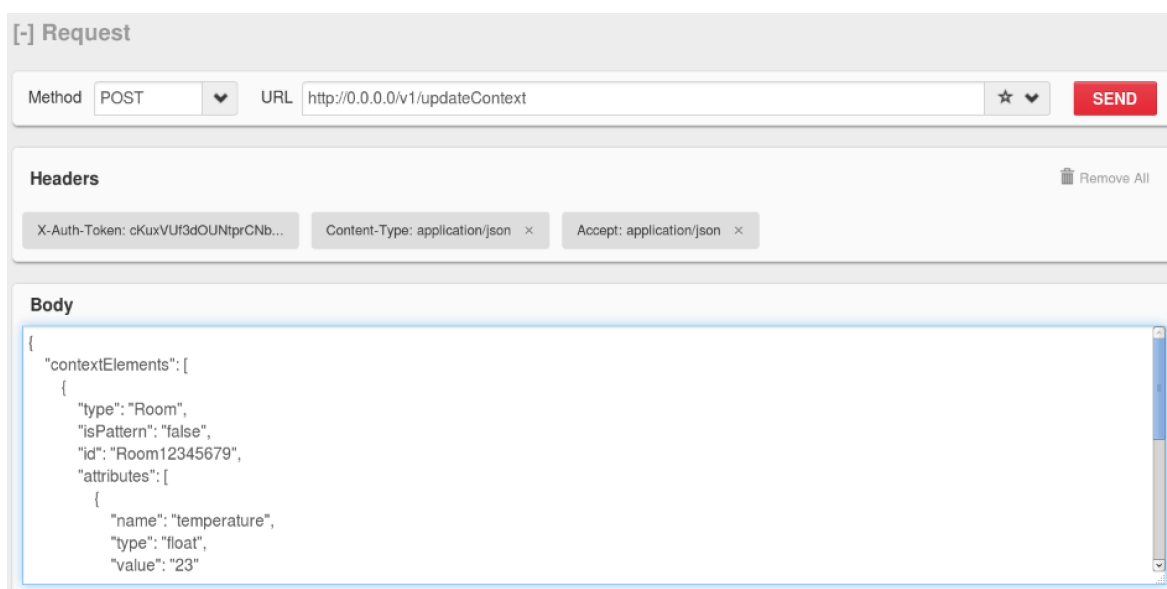 [-] Request
Method POST URL http://0.0.0.0/v1/updateContext SEND
Headers Remove All
X-Auth-Token: cKuxVUf3dOUNtprCNb... Content-Type: application/json × Accept: application/json ×
Body
{
"contextElements": [
{
"type": "Room",
"isPattern": "false",
"id": "Room12345679",
"attributes": [
{
"name": "temperature",
"type": "float",
"value": "23"